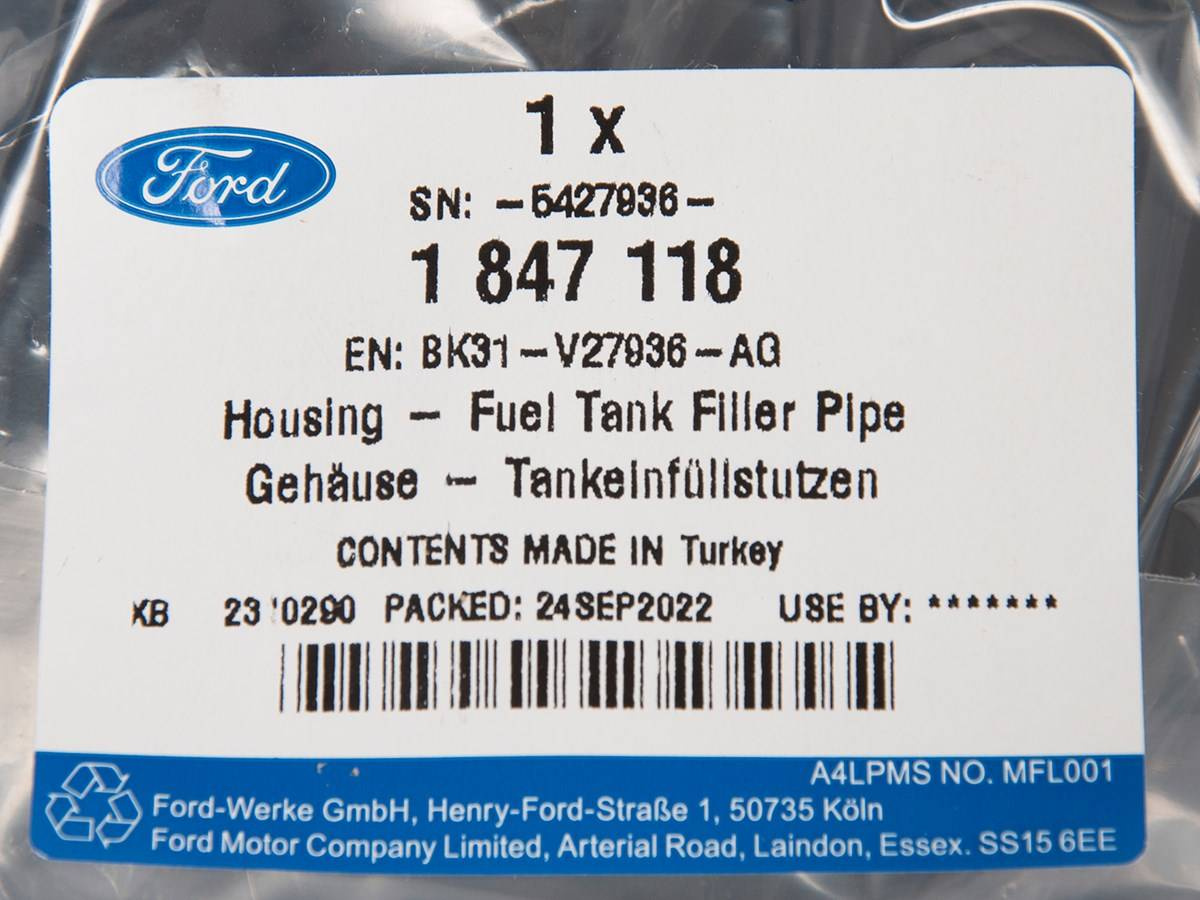 1 x
Ford
SN: -5427936-
1 847 118
EN: BK31-V27936-AG
Housing - Fuel Tank Filler Pipe
Gehäuse - Tankeinfüllstutzen
CONTENTS MADE IN Turkey
KB PACKED: 24SEP2022 USE BY: *******
A4LPMS NO. MFL001
Ford-Werke GmbH, Henry-Ford-Straße 1, 50735 Köln
Ford Motor Company Limited, Arterial Road, Laindon, Essex. SS15 6EE